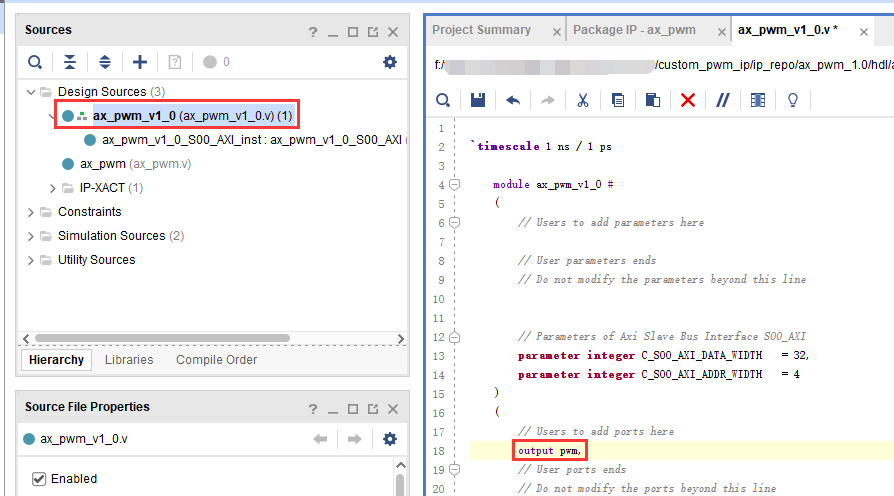 Sources
? _
0
Design Sources (3)
ax_pwm_v1_0 (ax_pwm_v1_0.v) (1)
ax_pwm_v1_0_S00_AXI_inst : ax_pwm_v1_0_S00_AXI (
ax_pwm (ax_pwm.v)
IP-XACT (1)
Constraints
Simulation Sources (2)
Utility Sources
Hierarchy Libraries Compile Order
Source File Properties
? _
ax_pwm_v1_0.v
Enabled
Project Summary × Package IP - ax_pwm × ax_pwm_v1_0.v * ×
f:/ /custom_pwm_ip/ip_repo/ax_pwm_1.0/hdl/a
1
2 `timescale 1 ns / 1 ps
3
4 module ax_pwm_v1_0 #
5 (
6 // Users to add parameters here
7
8 // User parameters ends
9 // Do not modify the parameters beyond this line
10
11
12 // Parameters of Axi Slave Bus Interface S00_AXI
13 parameter integer C_S00_AXI_DATA_WIDTH = 32,
14 parameter integer C_S00_AXI_ADDR_WIDTH = 4
15 )
16 (
17 // Users to add ports here
18 output pwm,
19 // User ports ends
20 // Do not modify the ports beyond this line